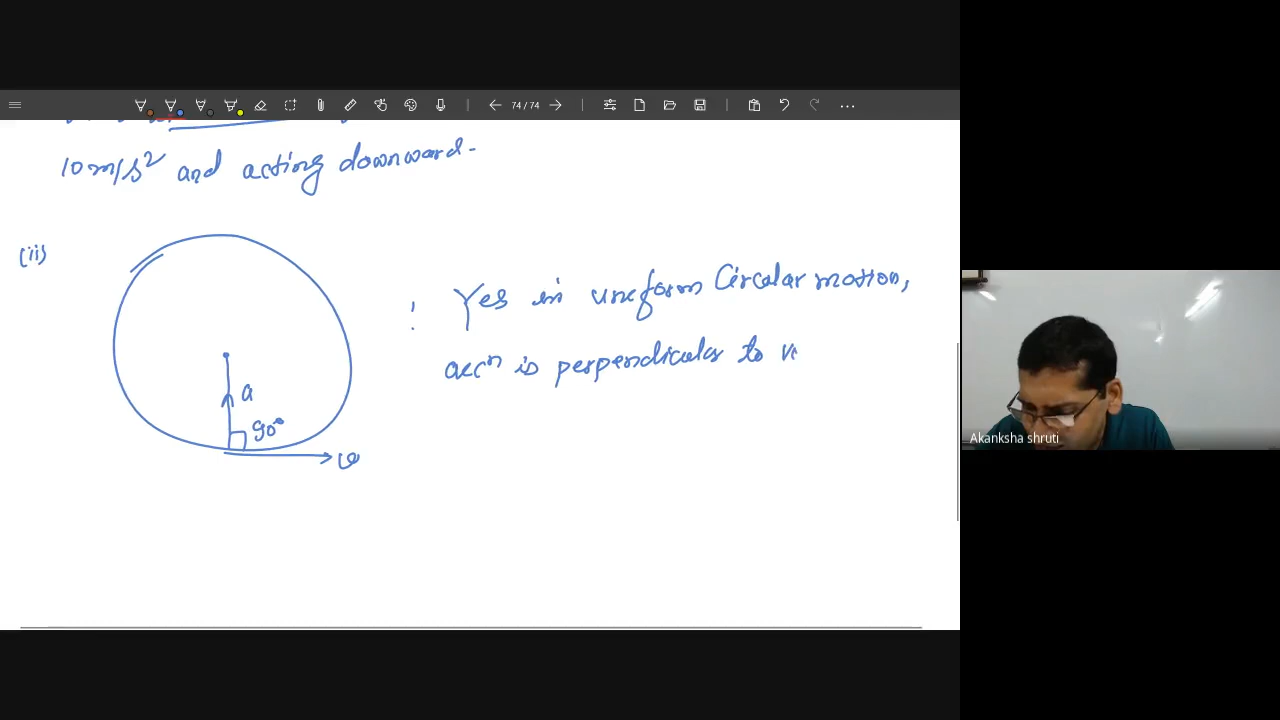 74 / 74
10 m/s² and acting downward.
(ii)
: Yes in uniform Circular motion,
accⁿ is perpendicular to v
a
90°
v
Akanksha shruti